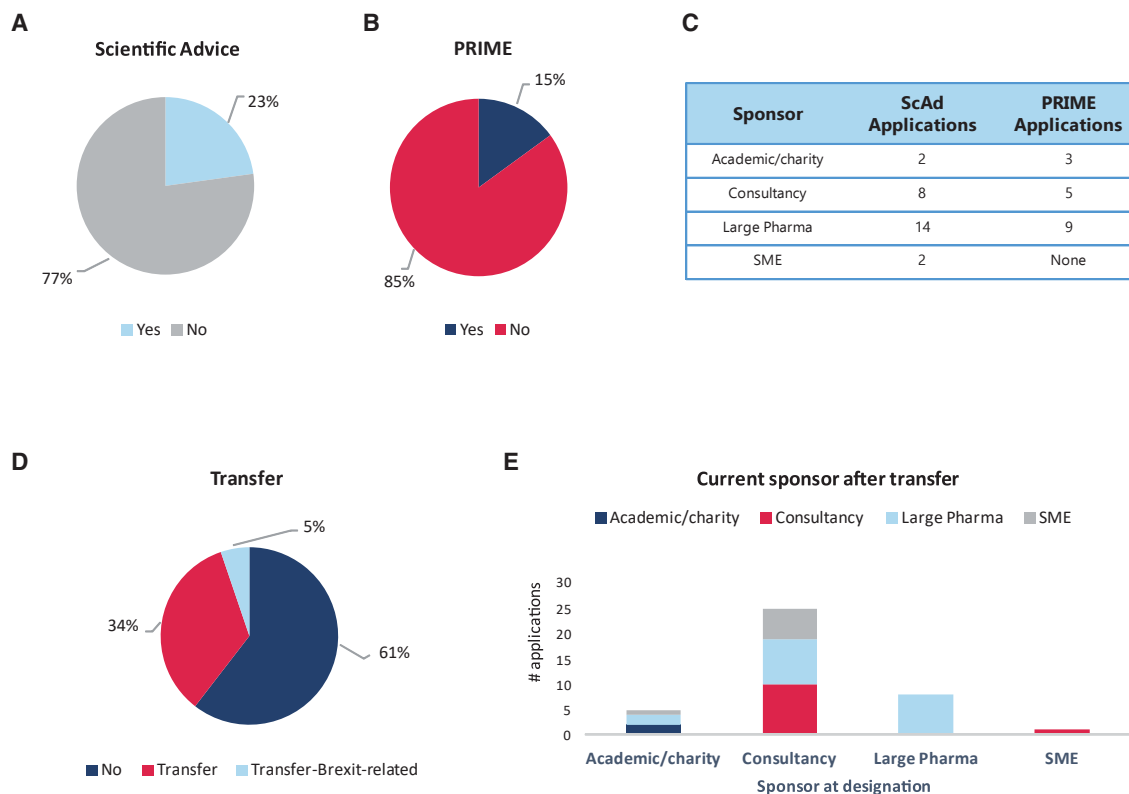 A
Scientific Advice
23%
77%
Yes No
B
PRIME
15%
85%
Yes No
C
Sponsor ScAd Applications PRIME Applications
Academic/charity 2 3
Consultancy 8 5
Large Pharma 14 9
SME 2 None
D
Transfer
5%
34%
61%
No Transfer Transfer-Brexit-related
E
Current sponsor after transfer
Academic/charity Consultancy Large Pharma SME
# applications
30
25
20
15
10
5
0
Academic/charity Consultancy Large Pharma SME
Sponsor at designation